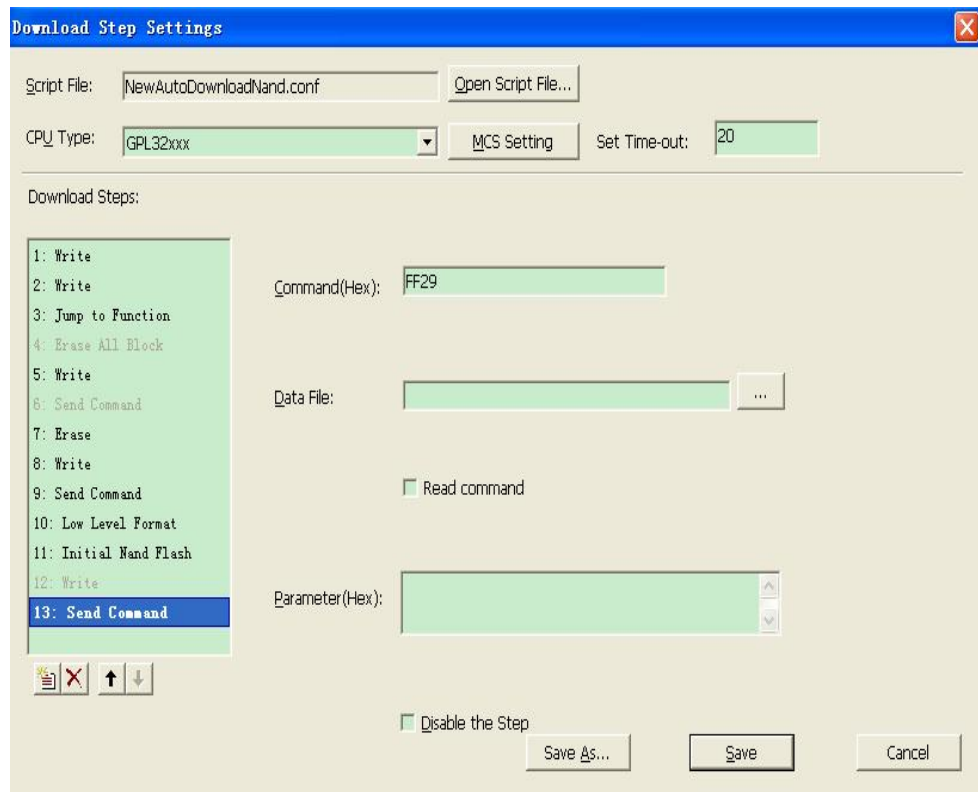 Download Step Settings
Script File: NewAutoDownloadNand.conf Open Script File...
CPU Type: GPL32xxx MCS Setting Set Time-out: 20
Download Steps:
1: Write
2: Write
3: Jump to Function
4: Erase All Block
5: Write
6: Send Command
7: Erase
8: Write
9: Send Command
10: Low Level Format
11: Initial Nand Flash
12: Write
13: Send Command
Command(Hex): FF29
Data File: ...
Read command
Parameter(Hex):
Disable the Step
Save As... Save Cancel